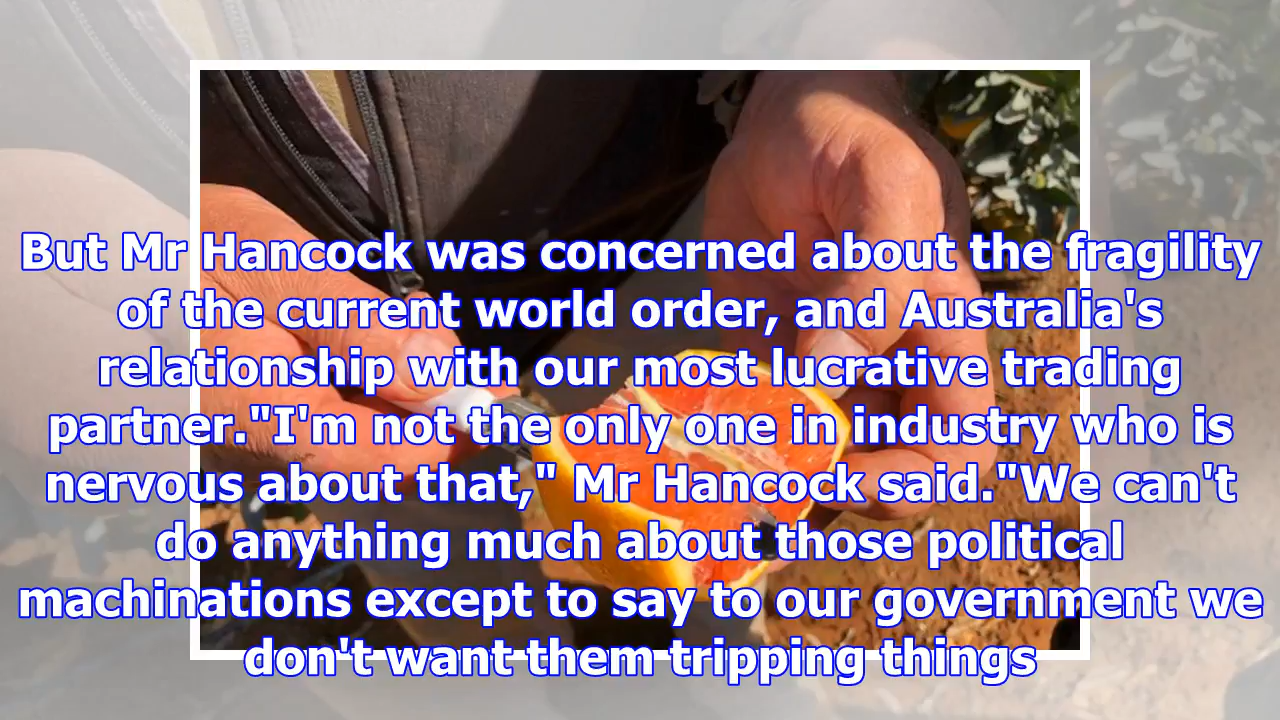 But Mr Hancock was concerned about the fragility
of the current world order, and Australia's
relationship with our most lucrative trading
partner."I'm not the only one in industry who is
nervous about that," Mr Hancock said."We can't
do anything much about those political
machinations except to say to our government we
don't want them tripping things